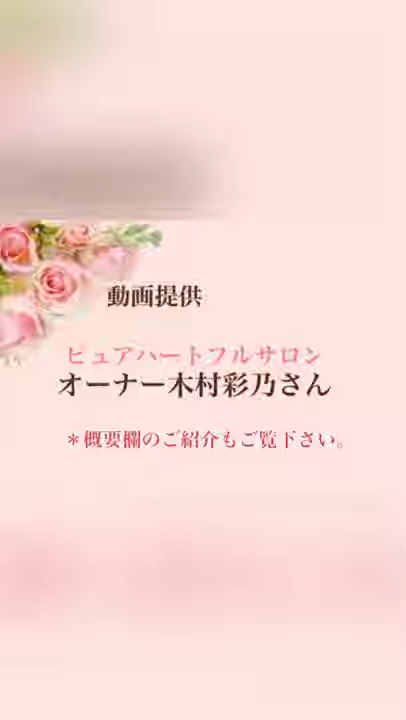 動画提供
ピュアハートフルサロン
オーナー木村彩乃さん
＊概要欄のご紹介もご覧下さい。